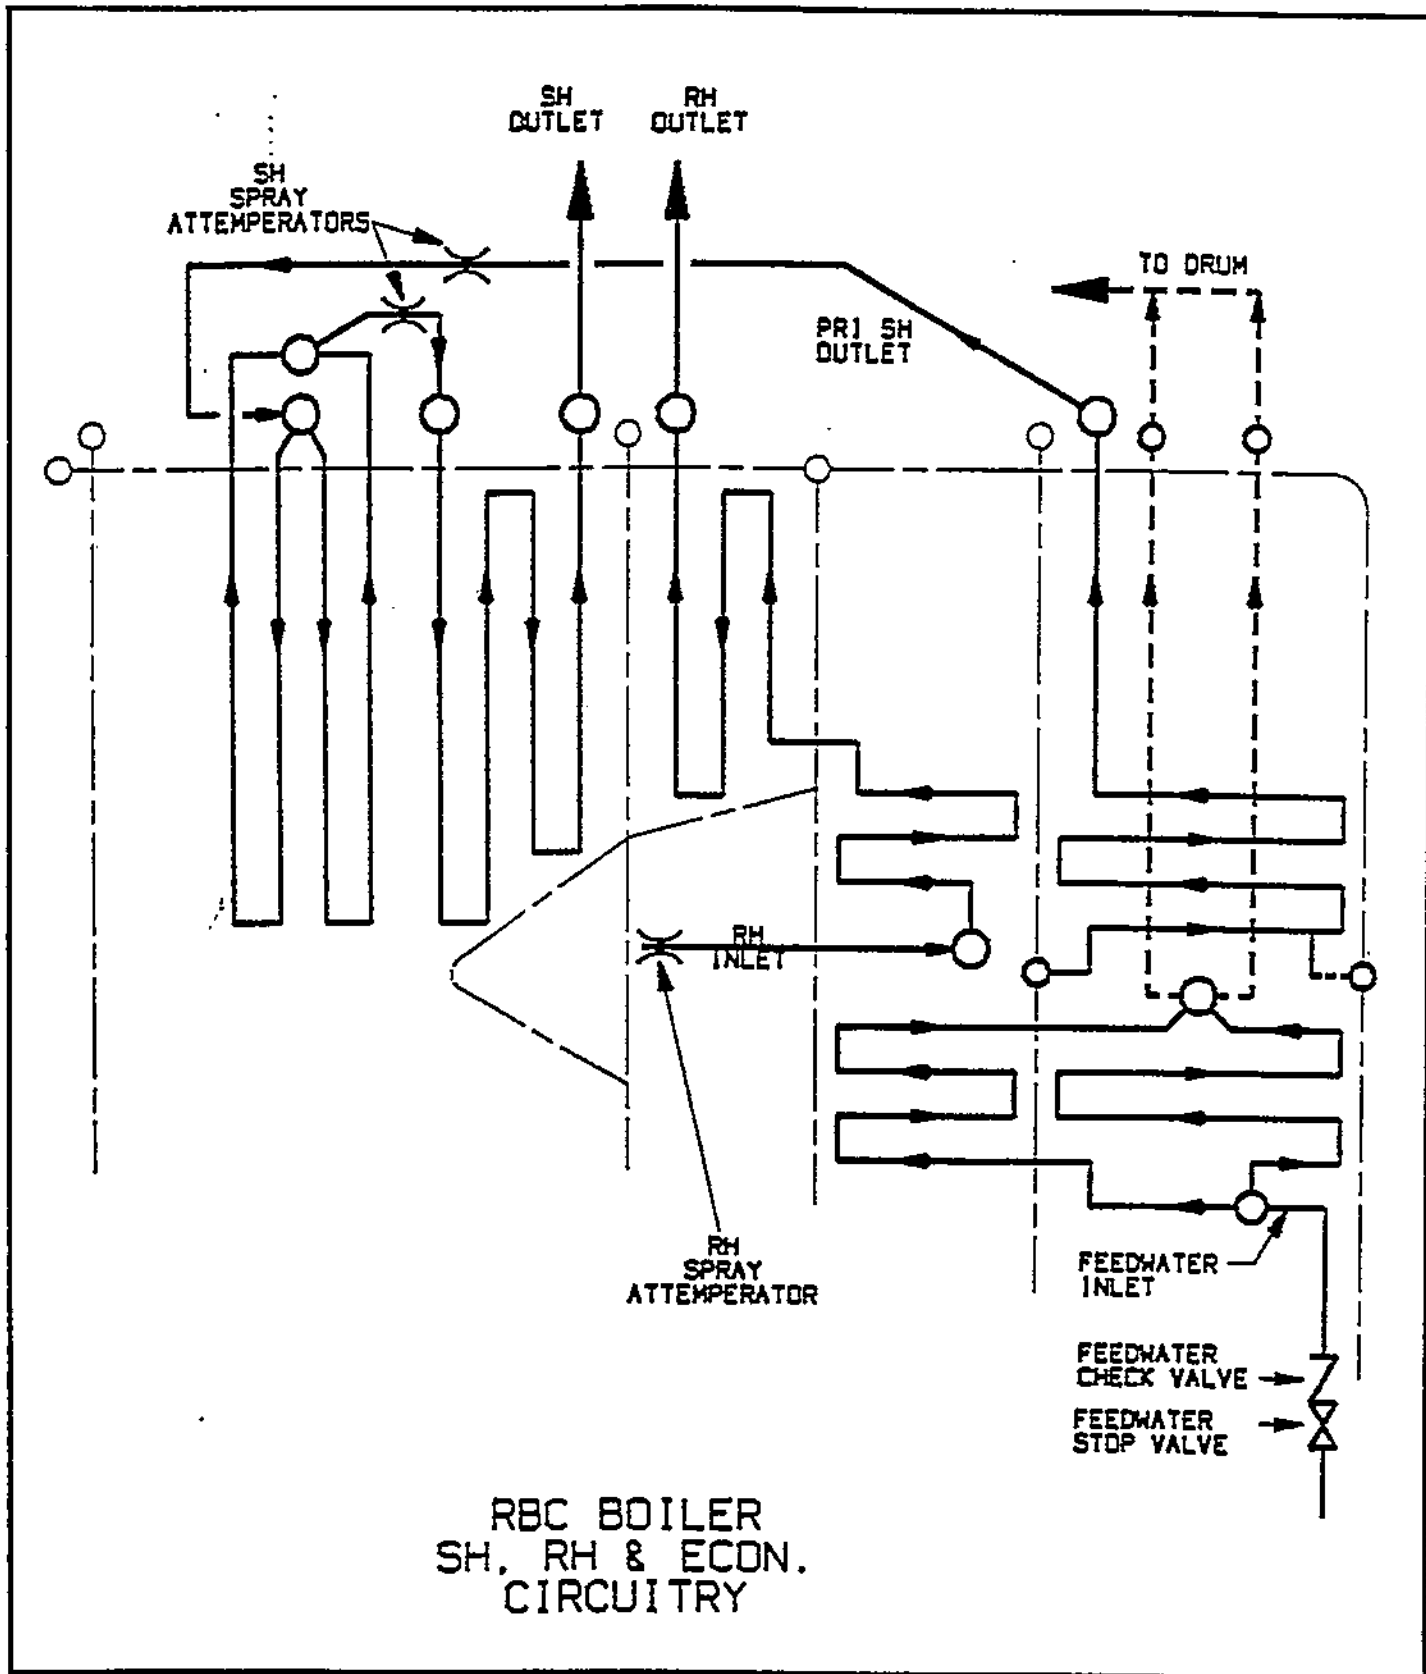 SH
OUTLET
RH
OUTLET
SH
SPRAY
ATTEMPERATORS
TO DRUM
PRI SH
OUTLET
RH
INLET
RH
SPRAY
ATTEMPERATOR
FEEDWATER
INLET
FEEDWATER
CHECK VALVE
FEEDWATER
STOP VALVE
RBC BOILER
SH, RH & ECON.
CIRCUITRY